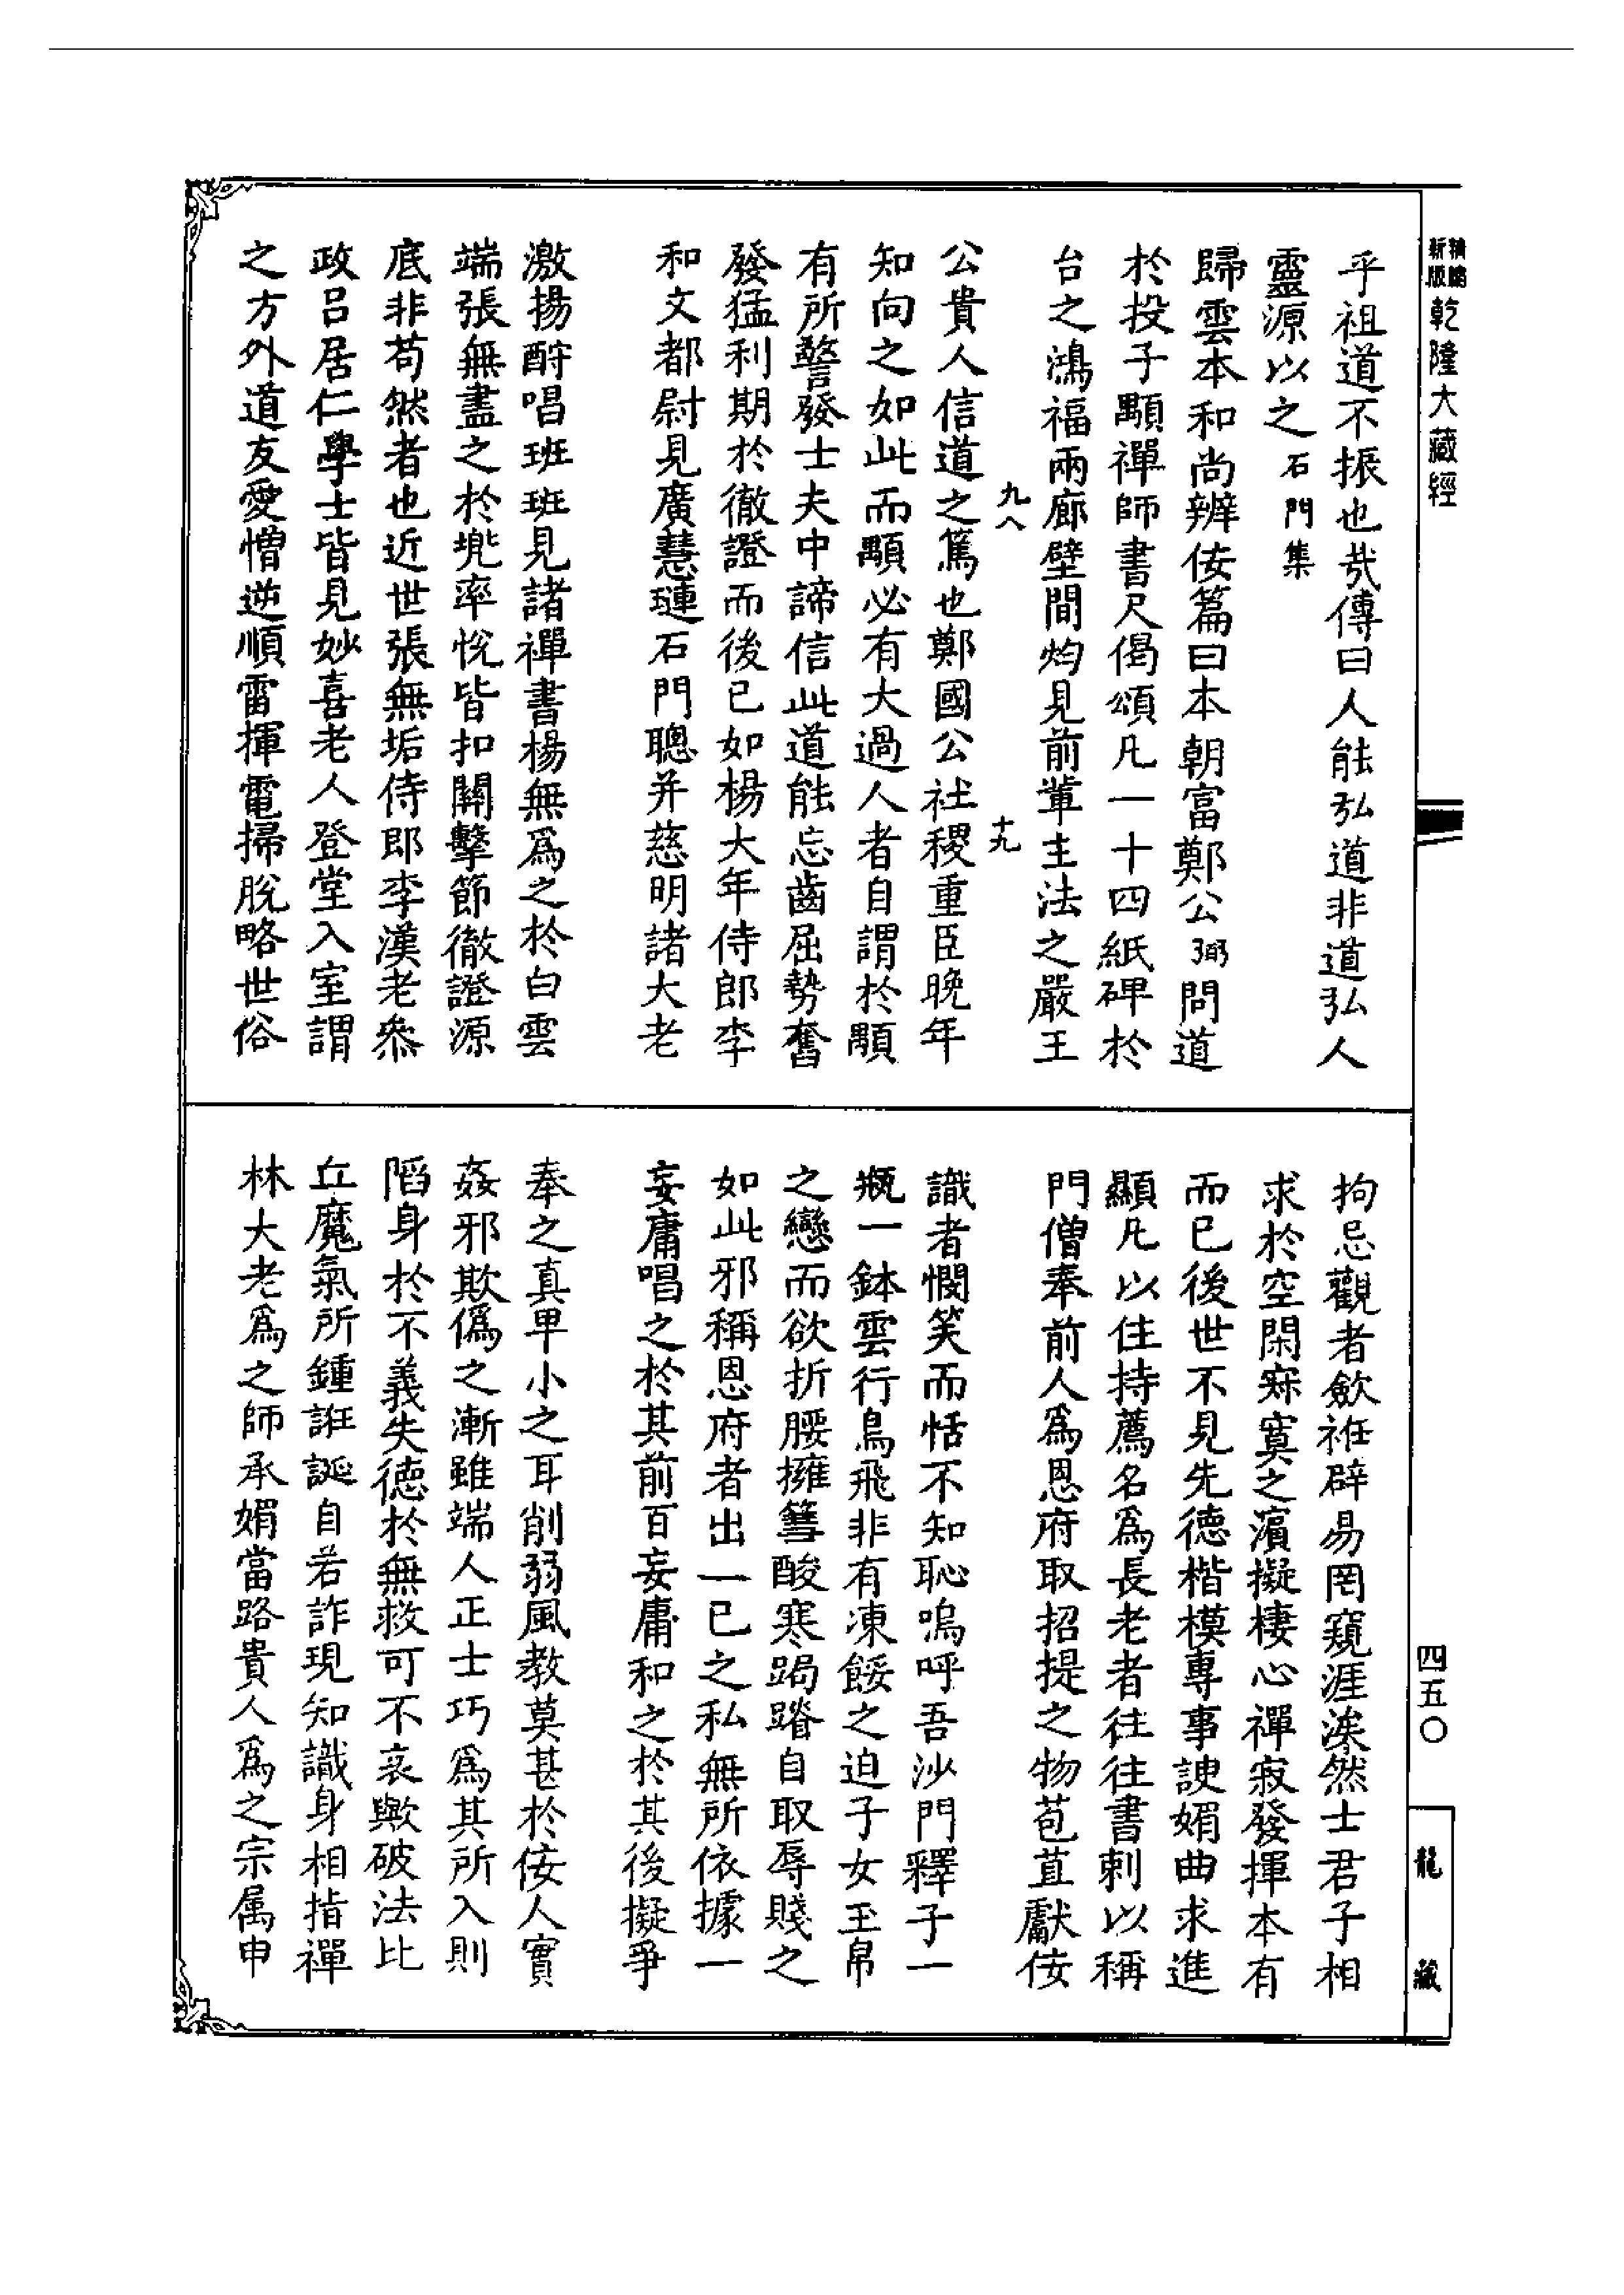 精縮新版乾隆大藏經
乎祖道不振也哉傳曰人能弘道非道弘人
靈源以之石門集
歸雲本和尚辨佞篇曰本朝富鄭公弼問道
於投子顒禪師書尺偈頌凡一十四紙碑於
台之鴻福兩廊壁間灼見前輩主法之嚴王
九八 十九
公貴人信道之篤也鄭國公社稷重臣晚年
知向之如此而顒必有大過人者自謂於顒
有所警發士夫中諦信此道能忘齒屈勢奮
發猛利期於徹證而後已如楊大年侍郎李
和文都尉見廣慧璉石門聰并慈明諸大老
激揚酬唱班班見諸禪書楊無為之於白雲
端張無盡之於兠率悅皆扣關擊節徹證源
底非苟然者也近世張無垢侍郎李漢老叅
政呂居仁學士皆見妙喜老人登堂入室謂
之方外道友愛憎逆順雷揮電掃脫略世俗
拘忌觀者斂袵辟易罔窺涯涘然士君子相
求於空閑寂寞之濵擬棲心禪寂發揮本有
而已後世不見先德楷模專事諛媚曲求進
顯凡以住持薦名為長老者往往書刺以稱
門僧奉前人為恩府取招提之物苞苴獻佞
識者憫笑而恬不知恥嗚呼吾沙門釋子一
瓶一鉢雲行鳥飛非有凍餒之迫子女玉帛
之戀而欲折腰擁篲酸寒跼蹐自取辱賤之
如此邪稱恩府者出一己之私無所依據一
妄庸唱之於其前百妄庸和之於其後擬爭
奉之真卑小之耳削弱風教莫甚於佞人實
姦邪欺偽之漸雖端人正士巧為其所入則
陷身於不義失德於無救可不哀歟破法比
丘魔氣所鍾誑誕自若詐現知識身相指禪
林大老為之師承媚當路貴人為之宗属申
四五〇
龍藏